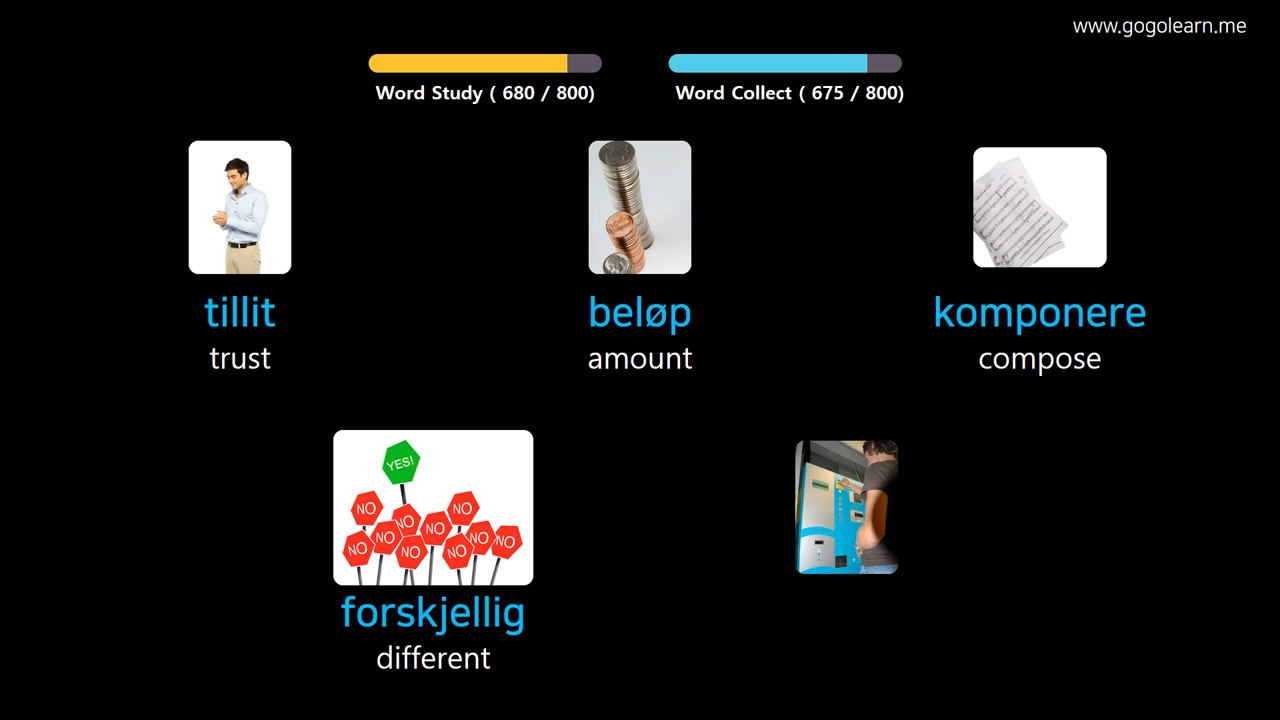 www.gogolearn.me
Word Study ( 680 / 800)
Word Collect ( 675 / 800)
tillit
trust
beløp
amount
komponere
compose
YES!
NO
NO
NO
NO
NO
NO
NO
NO
NO
NO
forskjellig
different